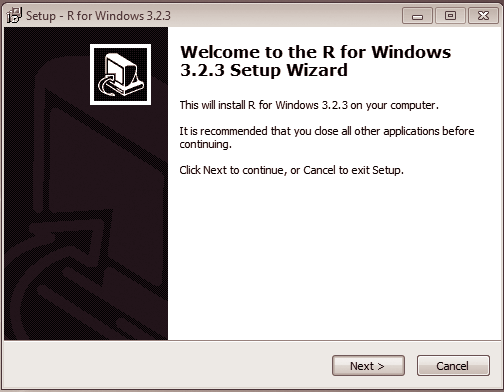 Setup - R for Windows 3.2.3
Welcome to the R for Windows
3.2.3 Setup Wizard
This will install R for Windows 3.2.3 on your computer.
It is recommended that you close all other applications before
continuing.
Click Next to continue, or Cancel to exit Setup.
Next >
Cancel